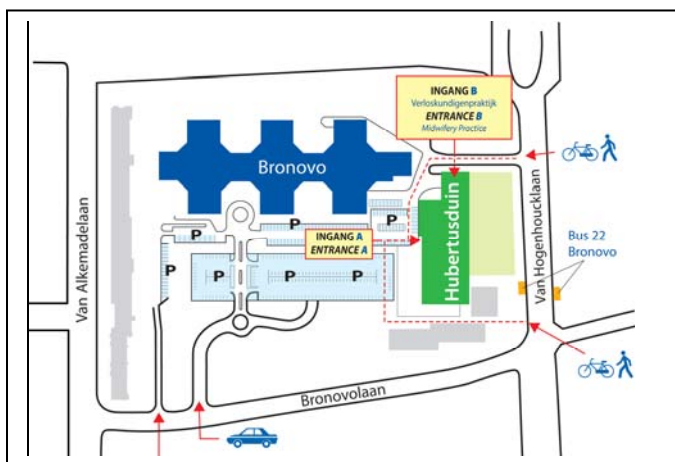 INGANG B
Verloskundigenpraktijk
ENTRANCE B
Midwifery Practice
Bronovo
Van Alkemadelaan
P
P
P
P
INGANG A
ENTRANCE A
Hubertusduin
Van Hogenhoucklaan
Bus 22
Bronovo
P
P
P
Bronovolaan